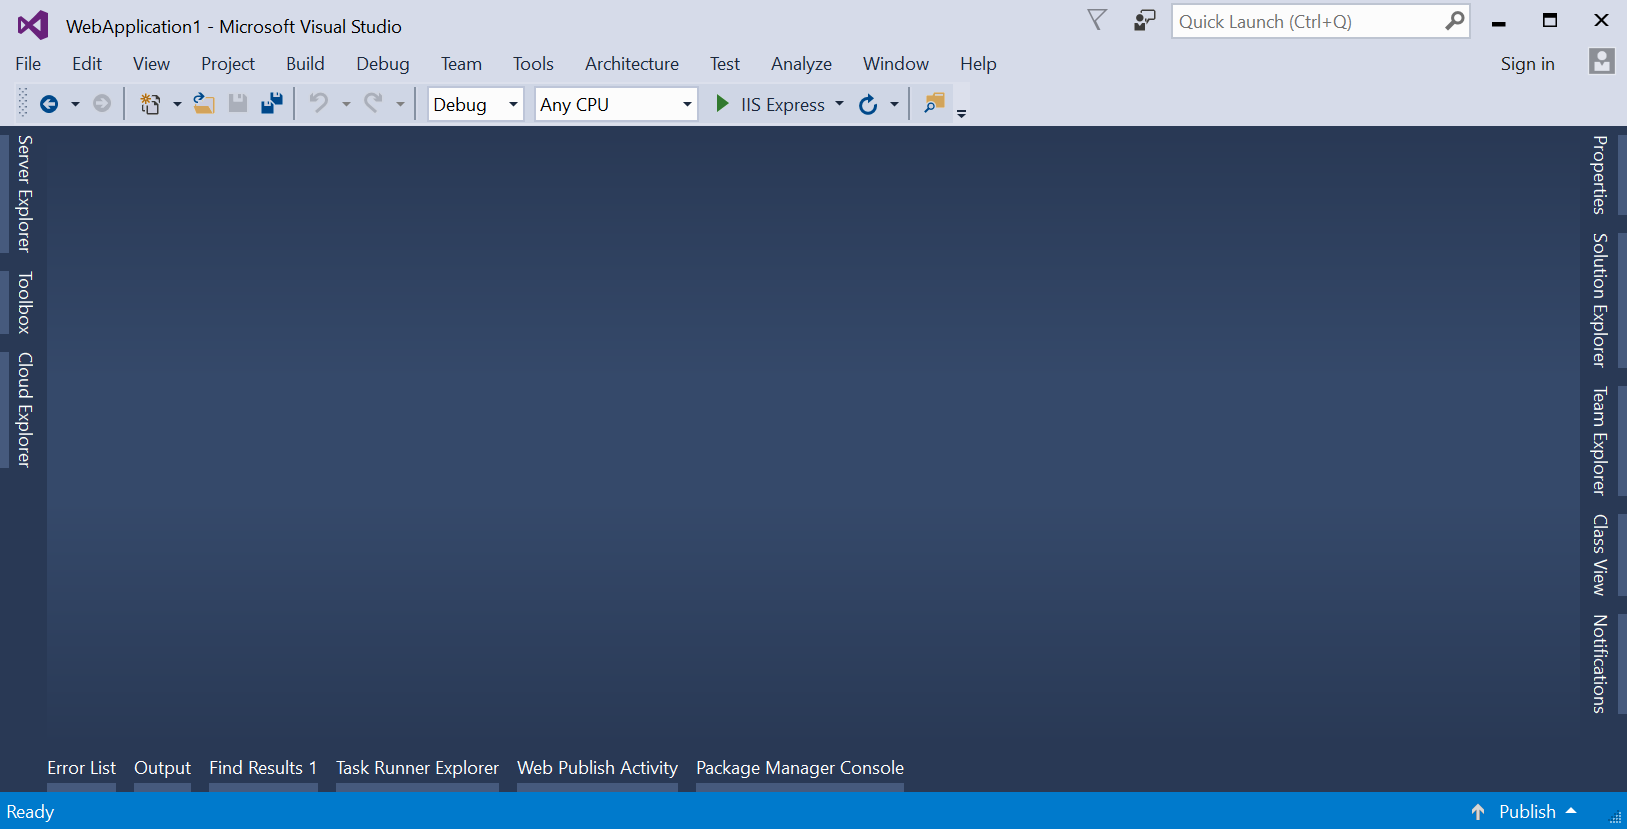 WebApplication1 - Microsoft Visual Studio
Quick Launch (Ctrl+Q)
File Edit View Project Build Debug Team Tools Architecture Test Analyze Window Help
Sign in
Debug Any CPU IIS Express
Server Explorer
Toolbox
Cloud Explorer
Properties
Solution Explorer
Team Explorer
Class View
Notifications
Error List Output Find Results 1 Task Runner Explorer Web Publish Activity Package Manager Console
Ready
Publish